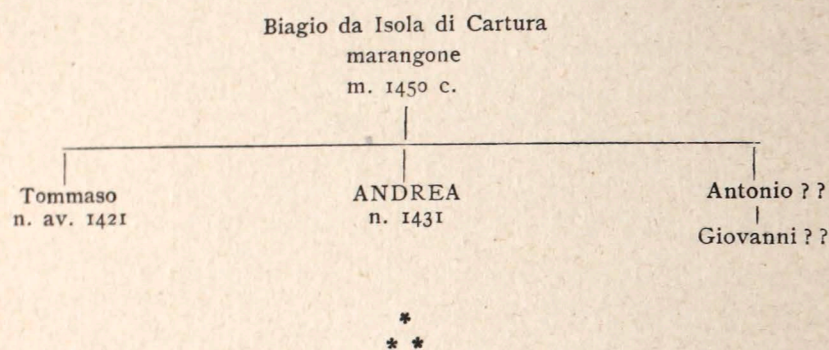 Biagio da Isola di Cartura
marangone
m. 1450 c.
Tommaso
n. av. 1421
ANDREA
n. 1431
Antonio ? ?
Giovanni ? ?
*
* *